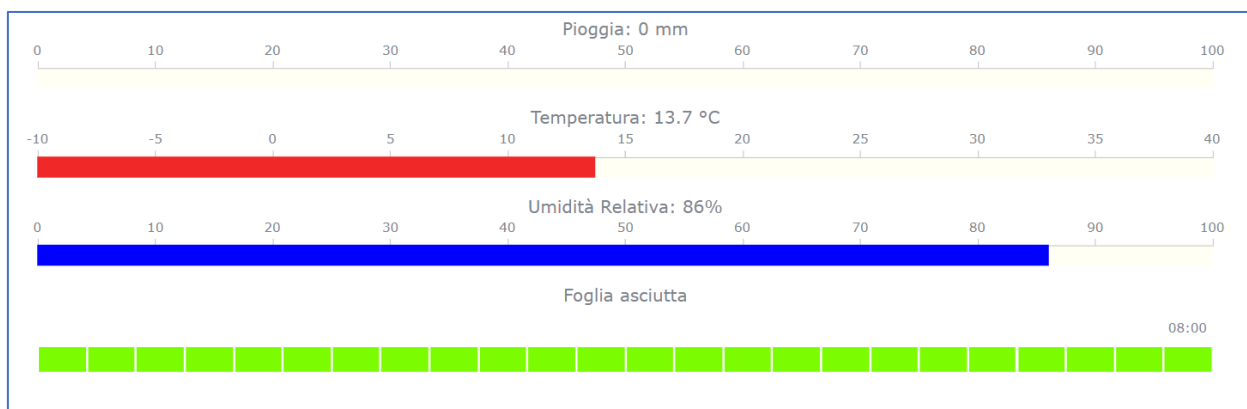 Pioggia: 0 mm
0 10 20 30 40 50 60 70 80 90 100
Temperatura: 13.7 °C
-10 -5 0 5 10 15 20 25 30 35 40
Umidità Relativa: 86%
0 10 20 30 40 50 60 70 80 90 100
Foglia asciutta
08:00